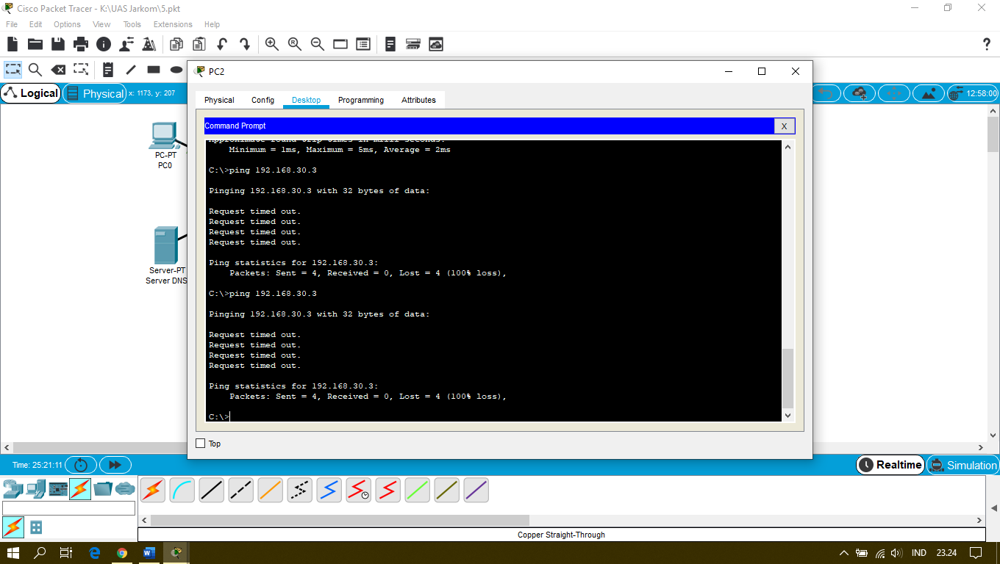 Cisco Packet Tracer - K:\UAS Jarkom\5.pkt
File Edit Options View Tools Extensions Help
PC2
Logical
Physical
x: 1173, y: 207
12:58:00
Physical Config Desktop Programming Attributes
Command Prompt
X
Approximate round trip times in milli-seconds:
Minimum = 1ms, Maximum = 5ms, Average = 2ms
C:\>ping 192.168.30.3
Pinging 192.168.30.3 with 32 bytes of data:
Request timed out.
Request timed out.
Request timed out.
Request timed out.
Ping statistics for 192.168.30.3:
Packets: Sent = 4, Received = 0, Lost = 4 (100% loss),
C:\>ping 192.168.30.3
Pinging 192.168.30.3 with 32 bytes of data:
Request timed out.
Request timed out.
Request timed out.
Request timed out.
Ping statistics for 192.168.30.3:
Packets: Sent = 4, Received = 0, Lost = 4 (100% loss),
C:\>
Top
PC-PT
PC0
Server-PT
Server DNS
Time: 25:21:11
Realtime
Simulation
Copper Straight-Through
IND
23.24